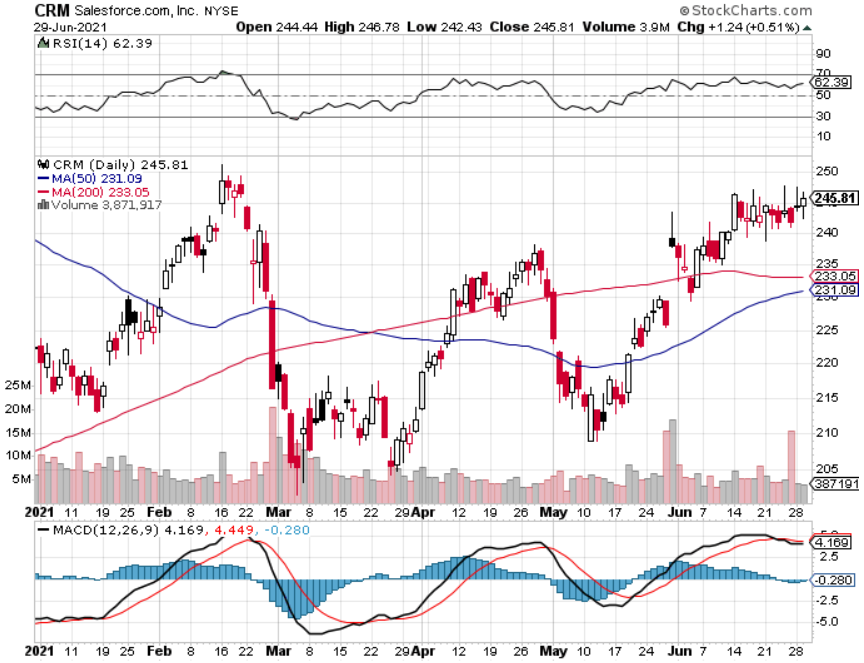 CRM Salesforce.com, Inc. NYSE
© StockCharts.com
29-Jun-2021
Open 244.44 High 246.78 Low 242.43 Close 245.81 Volume 3.9M Chg +1.24 (+0.51%)
RSI(14) 62.39
90
70
62.39
50
30
10
CRM (Daily) 245.81
MA(50) 231.09
MA(200) 233.05
Volume 3,871,917
250
245.81
240
235
233.05
231.09
230
225
220
215
210
205
25M
20M
15M
10M
5M
387191
2021 11 19 25 Feb 8 16 22 Mar 8 15 22 29 Apr 12 19 26 May 10 17 24 Jun 7 14 21 28
MACD(12,26,9) 4.169, 4.449, -0.280
4.169
2.5
-0.280
-2.5
-5.0
2021 11 19 25 Feb 8 16 22 Mar 8 15 22 29 Apr 12 19 26 May 10 17 24 Jun 7 14 21 28